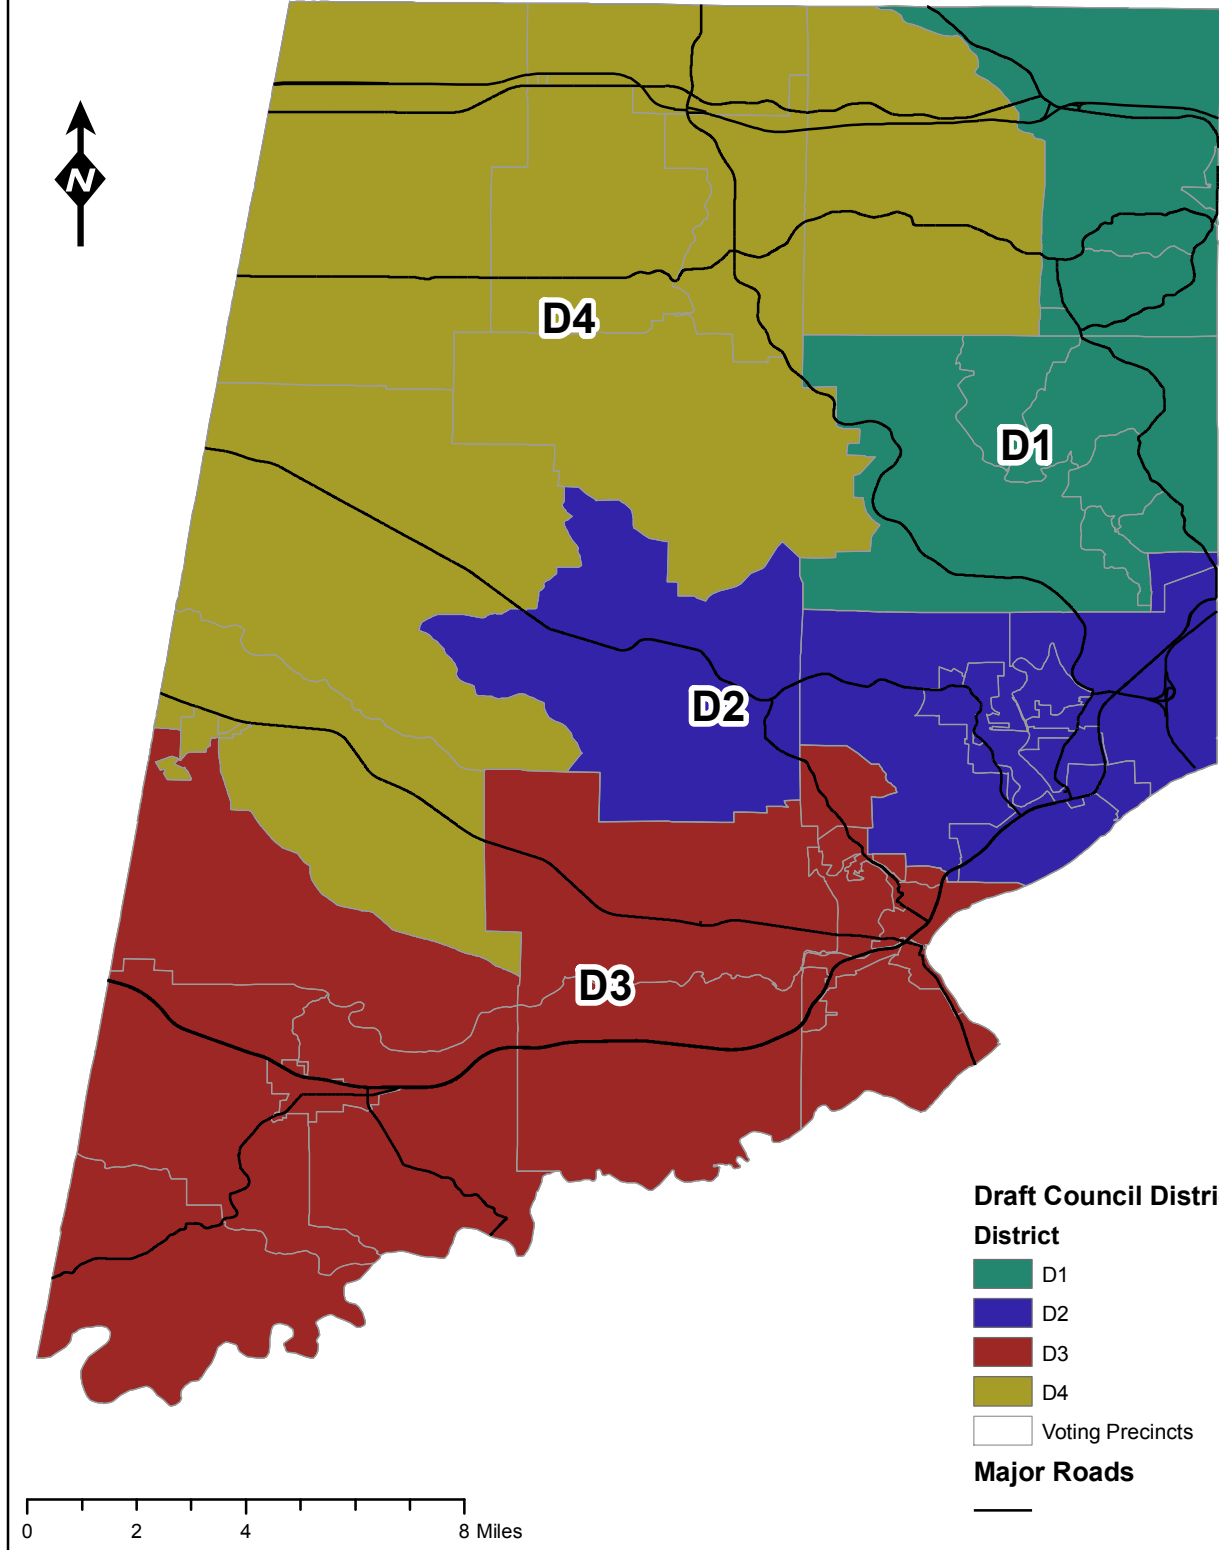 N
D4
D1
D2
D3
Draft Council Distri
District
D1
D2
D3
D4
Voting Precincts
Major Roads
0 2 4 8 Miles